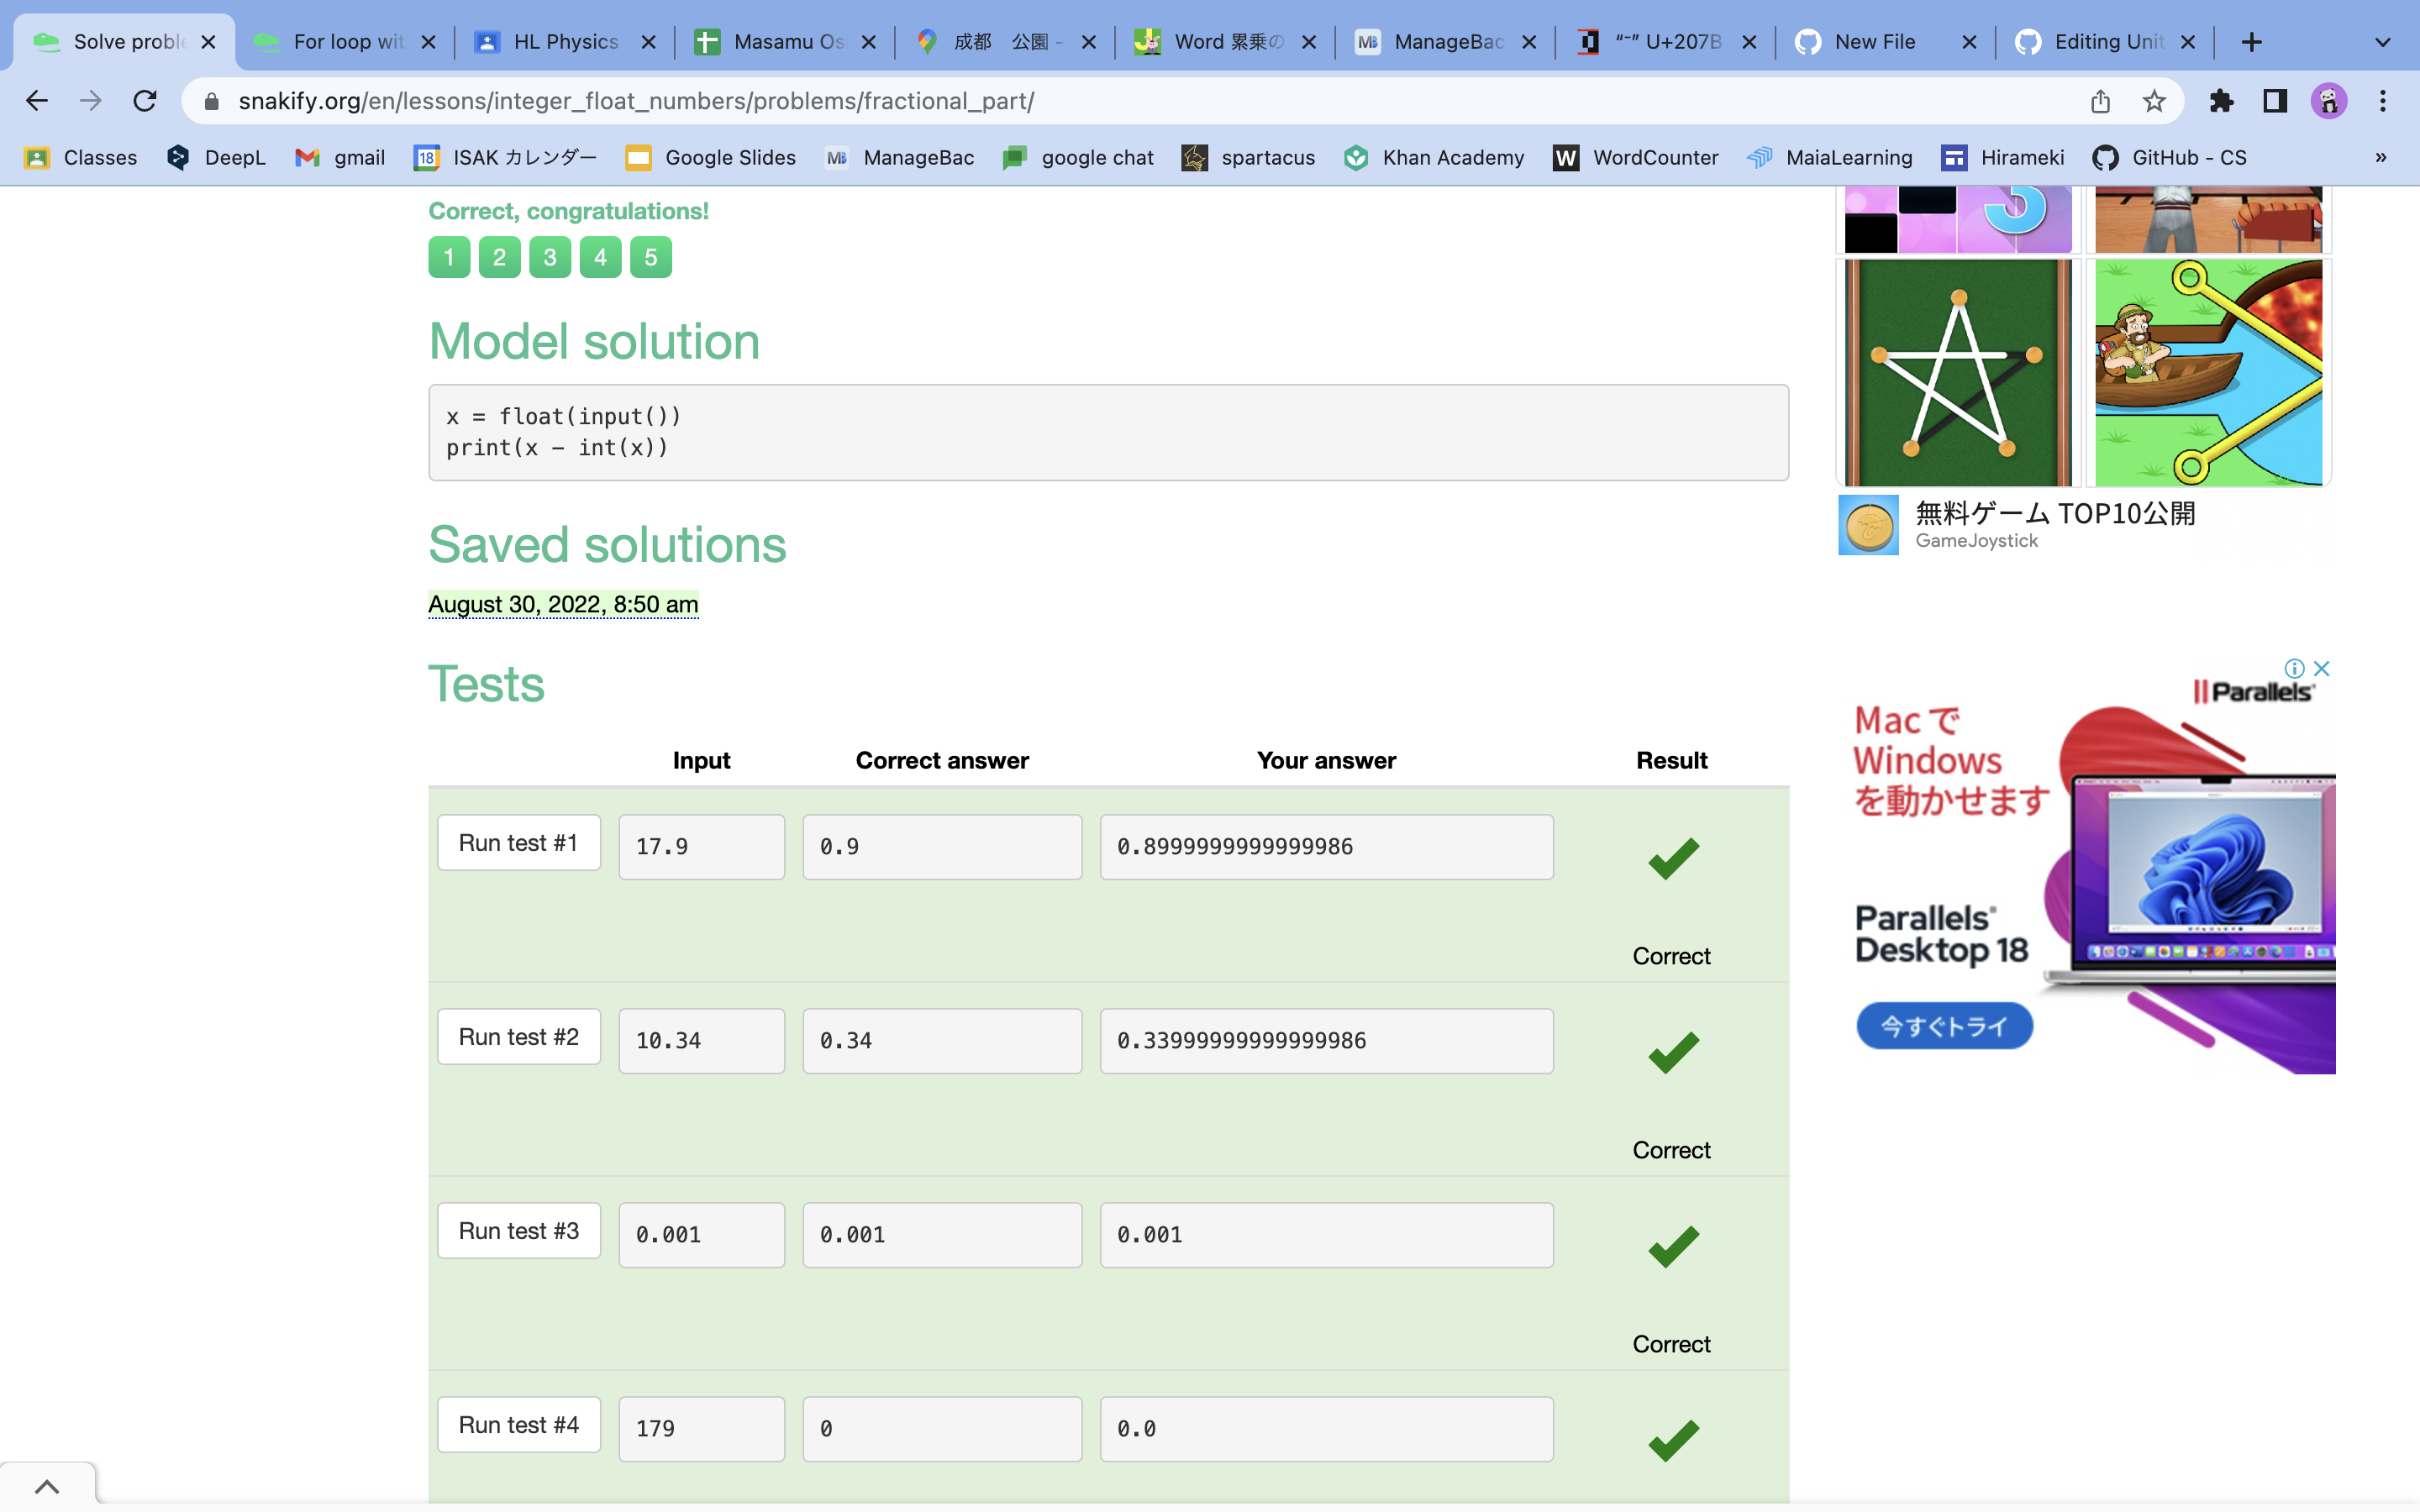 Solve proble
For loop wit
HL Physics
Masamu Os
成都 公園 -
Word 累乗の
ManageBac
“⁻” U+207B
New File
Editing Unit
snakify.org/en/lessons/integer_float_numbers/problems/fractional_part/
Classes
DeepL
gmail
18
ISAK カレンダー
Google Slides
MB
ManageBac
google chat
spartacus
Khan Academy
W
WordCounter
MaiaLearning
Hirameki
GitHub - CS
»
Correct, congratulations!
1 2 3 4 5
Model solution
x = float(input())
print(x - int(x))
Saved solutions
August 30, 2022, 8:50 am
Tests
Input Correct answer Your answer Result
Run test #1 17.9 0.9 0.8999999999999986
Correct
Run test #2 10.34 0.34 0.33999999999999986
Correct
Run test #3 0.001 0.001 0.001
Correct
Run test #4 179 0 0.0
3
無料ゲーム TOP10公開
GameJoystick
Parallels
Mac で
Windows
を動かせます
Parallels®
Desktop 18
今すぐトライ